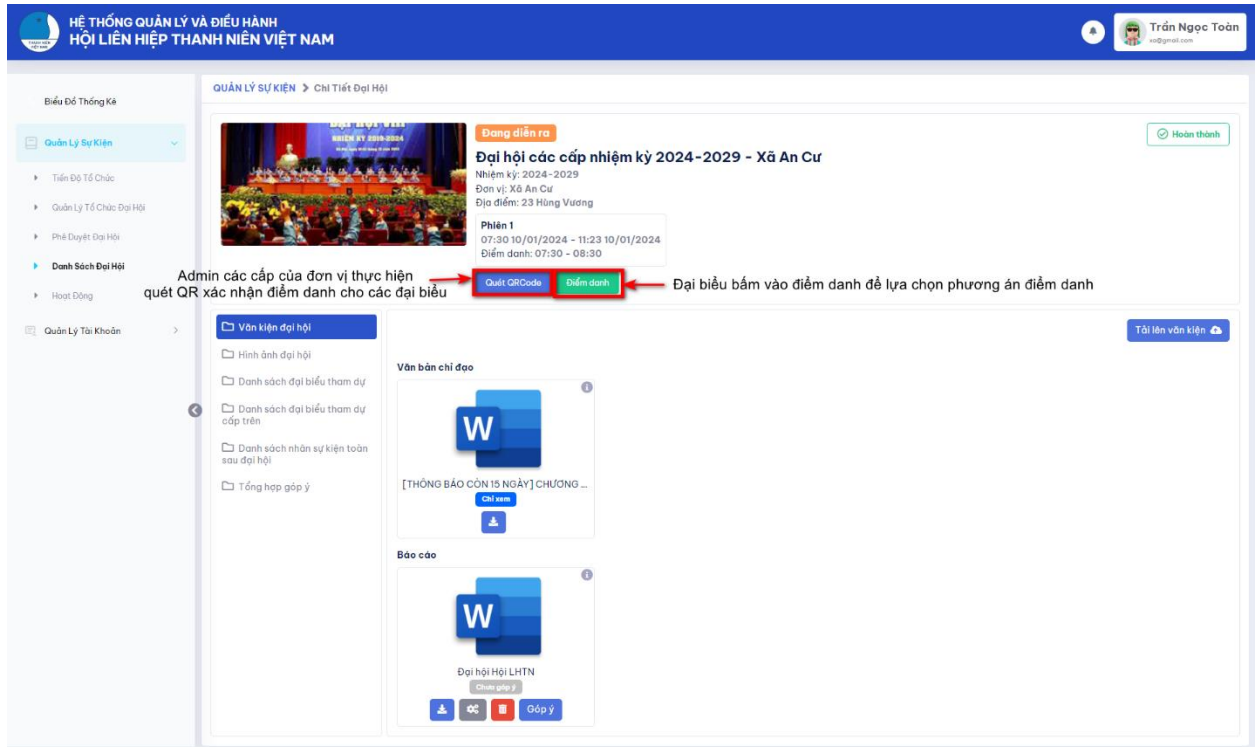 HỆ THỐNG QUẢN LÝ VÀ ĐIỀU HÀNH
HỘI LIÊN HIỆP THANH NIÊN VIỆT NAM
Trần Ngọc Toàn
xa@gmail.com
Biểu Đồ Thống Kê
Quản Lý Sự Kiện
Tiến Độ Tổ Chức
Quản Lý Tổ Chức Đại Hội
Phê Duyệt Đại Hội
Danh Sách Đại Hội
Hoạt Động
Quản Lý Tài Khoản
QUẢN LÝ SỰ KIỆN > Chi Tiết Đại Hội
Đang diễn ra
Hoàn thành
Đại hội các cấp nhiệm kỳ 2024-2029 - Xã An Cư
Nhiệm kỳ: 2024-2029
Đơn vị: Xã An Cư
Địa điểm: 23 Hùng Vương
Phiên 1
07:30 10/01/2024 - 11:23 10/01/2024
Điểm danh: 07:30 - 08:30
Admin các cấp của đơn vị thực hiện
quét QR xác nhận điểm danh cho các đại biểu
Quét QRCode
Điểm danh
Đại biểu bấm vào điểm danh để lựa chọn phương án điểm danh
Văn kiện đại hội
Hình ảnh đại hội
Danh sách đại biểu tham dự
Danh sách đại biểu tham dự
cấp trên
Danh sách nhân sự kiện toàn
sau đại hội
Tổng hợp góp ý
Tải lên văn kiện
Văn bản chỉ đạo
W
[THÔNG BÁO CÒN 15 NGÀY] CHƯƠNG ...
Chỉ xem
Báo cáo
W
Đại hội Hội LHTN
Chưa góp ý
Góp ý